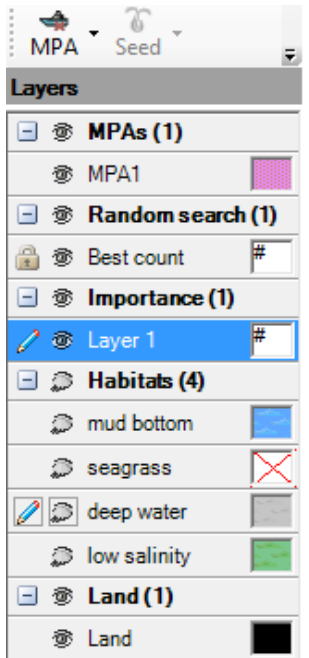 MPA Seed
Layers
MPAs (1)
MPA1
Random search (1)
Best count #
Importance (1)
Layer 1 #
Habitats (4)
mud bottom
seagrass
deep water
low salinity
Land (1)
Land